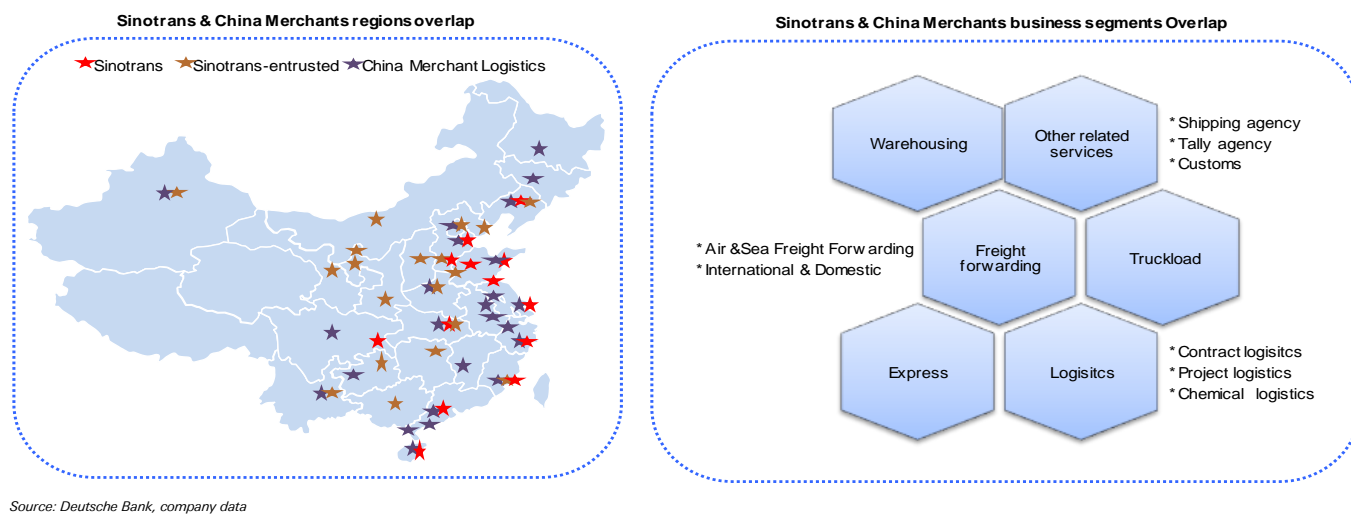 Sinotrans & China Merchants regions overlap
Sinotrans & China Merchants business segments Overlap
Sinotrans
Sinotrans-entrusted
China Merchant Logistics
Warehousing
Other related
services
* Shipping agency
* Tally agency
* Customs
* Air &Sea Freight Forwarding
* International & Domestic
Freight
forwarding
Truckload
Express
Logisitcs
* Contract logisitcs
* Project logistics
* Chemical logistics
Source: Deutsche Bank, company data